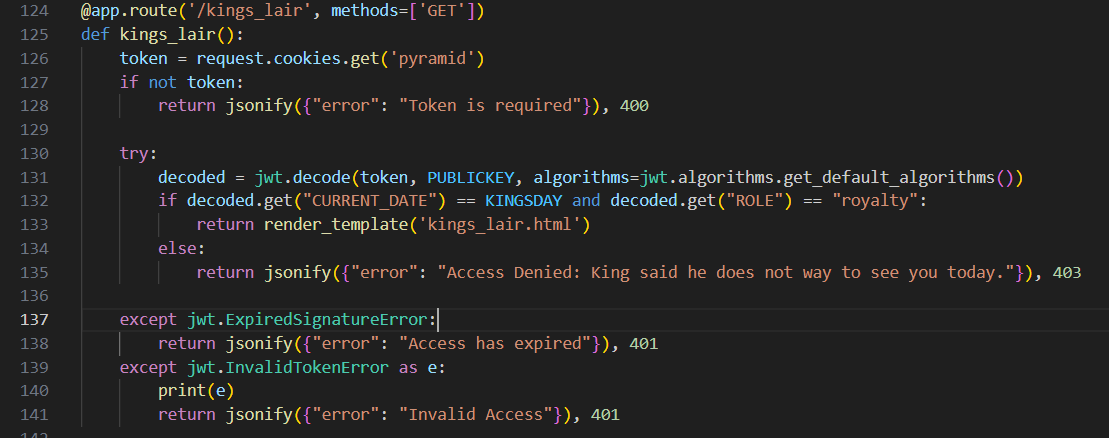 124 @app.route('/kings_lair', methods=['GET'])
125 def kings_lair():
126     token = request.cookies.get('pyramid')
127     if not token:
128         return jsonify({"error": "Token is required"}), 400
129
130     try:
131         decoded = jwt.decode(token, PUBLICKEY, algorithms=jwt.algorithms.get_default_algorithms())
132         if decoded.get("CURRENT_DATE") == KINGSDAY and decoded.get("ROLE") == "royalty":
133             return render_template('kings_lair.html')
134         else:
135             return jsonify({"error": "Access Denied: King said he does not way to see you today."}), 403
136
137     except jwt.ExpiredSignatureError:
138         return jsonify({"error": "Access has expired"}), 401
139     except jwt.InvalidTokenError as e:
140         print(e)
141         return jsonify({"error": "Invalid Access"}), 401
142